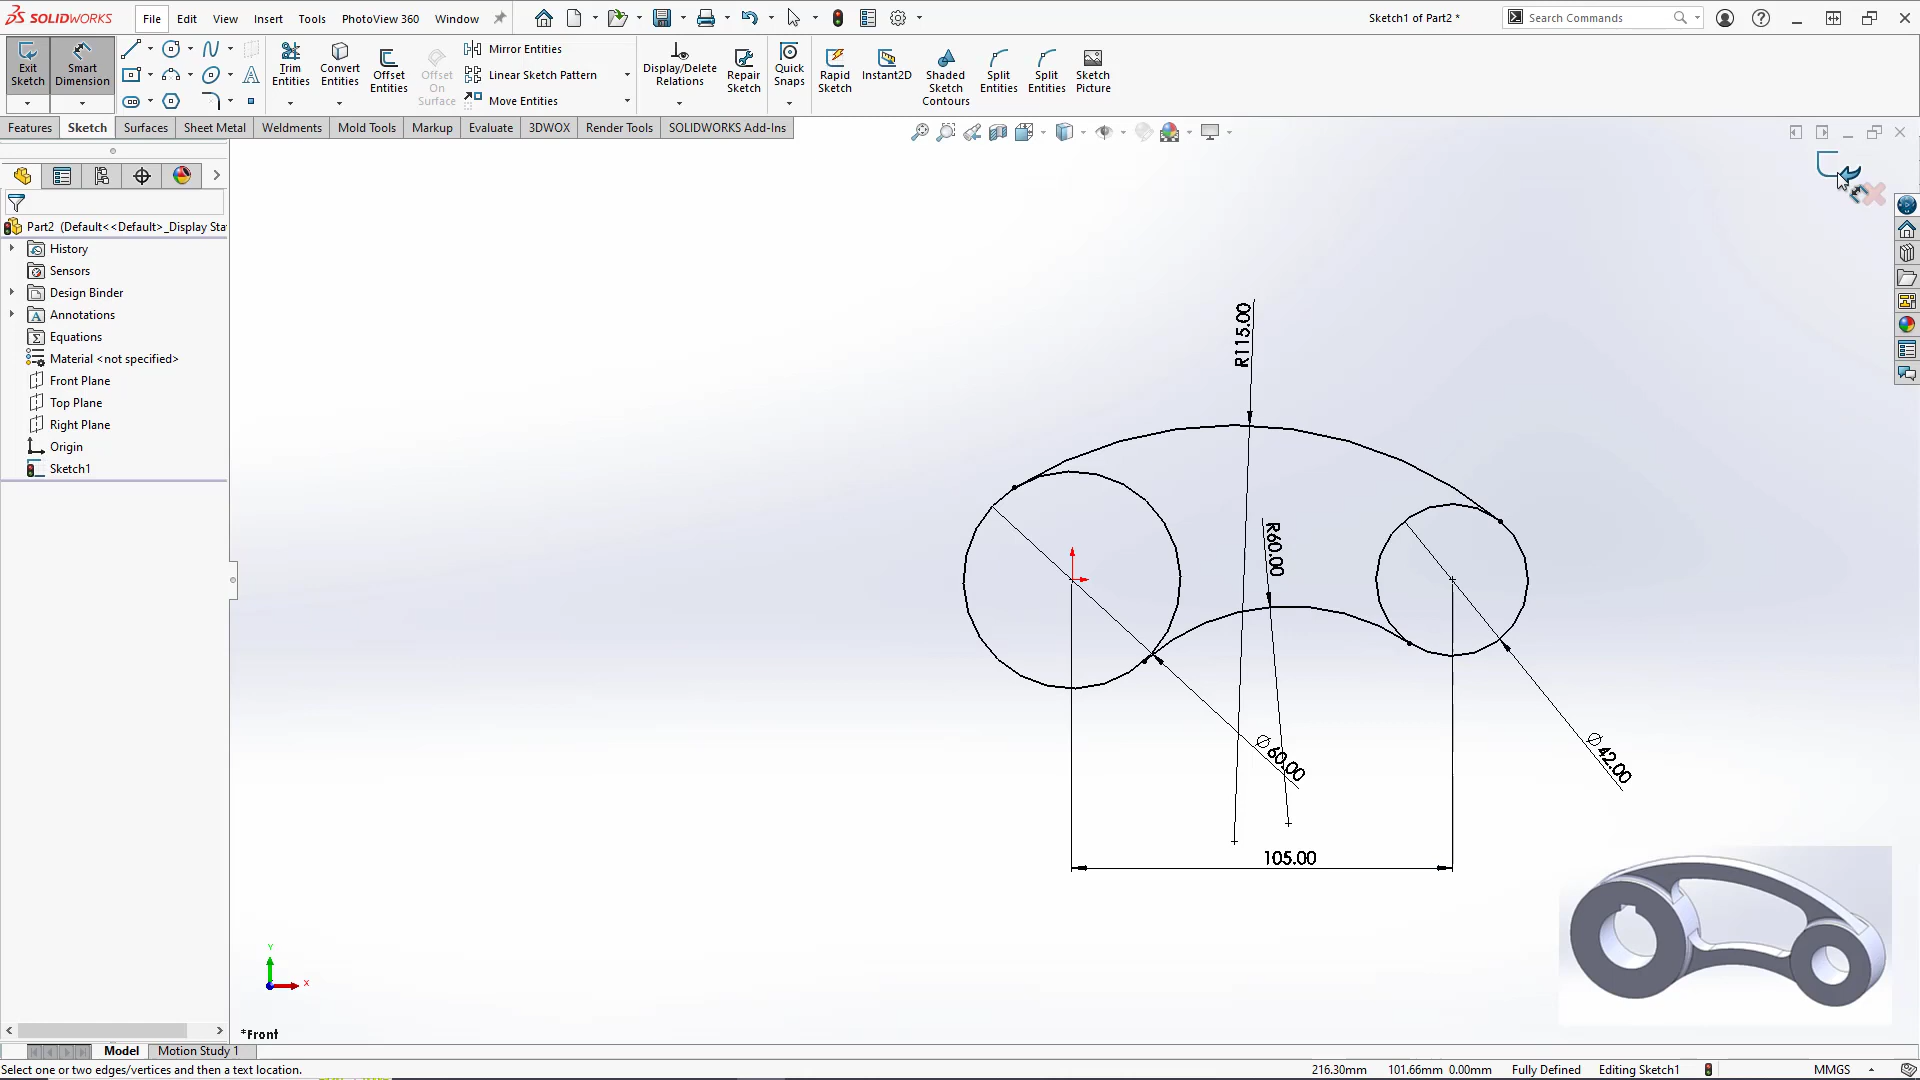 SOLIDWORKS
File
Edit
View
Insert
Tools
PhotoView 360
Window
Sketch1 of Part2 *
Search Commands
Exit
Sketch
Smart
Dimension
Trim
Entities
Convert
Entities
Offset
Entities
Offset
On
Surface
Mirror Entities
Linear Sketch Pattern
Move Entities
Display/Delete
Relations
Repair
Sketch
Quick
Snaps
Rapid
Sketch
Instant2D
Shaded
Sketch
Contours
Split
Entities
Split
Entities
Sketch
Picture
Features
Sketch
Surfaces
Sheet Metal
Weldments
Mold Tools
Markup
Evaluate
3DWOX
Render Tools
SOLIDWORKS Add-Ins
Part2 (Default<<Default>_Display Sta
History
Sensors
Design Binder
Annotations
Equations
Material <not specified>
Front Plane
Top Plane
Right Plane
Origin
Sketch1
R115.00
R60.00
∅60.00
∅42.00
105.00
Y
X
*Front
Model
Motion Study 1
Select one or two edges/vertices and then a text location.
216.30mm
101.66mm
0.00mm
Fully Defined
Editing Sketch1
MMGS